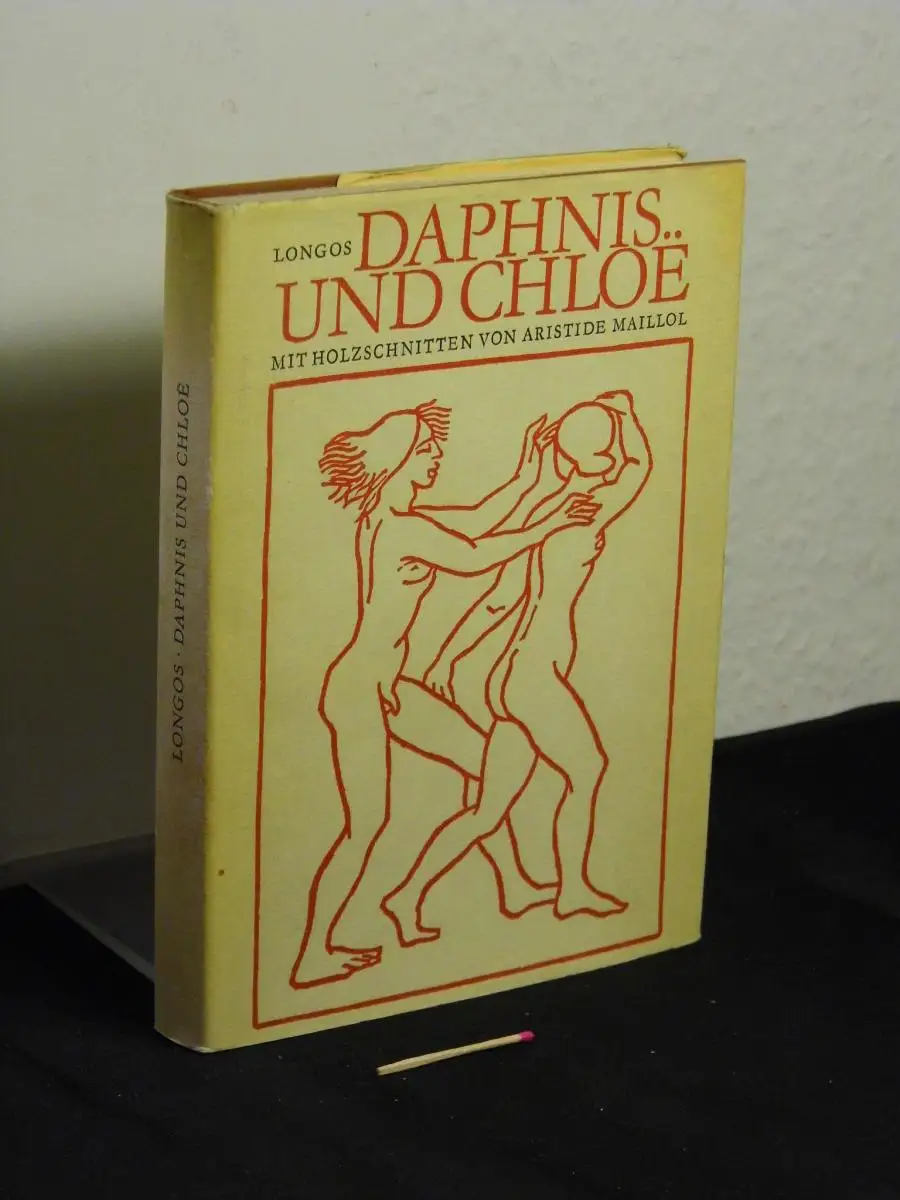 LONGOS DAPHNIS
UND CHLOË
MIT HOLZSCHNITTEN VON ARISTIDE MAILLOL
LONGOS · DAPHNIS UND CHLOË